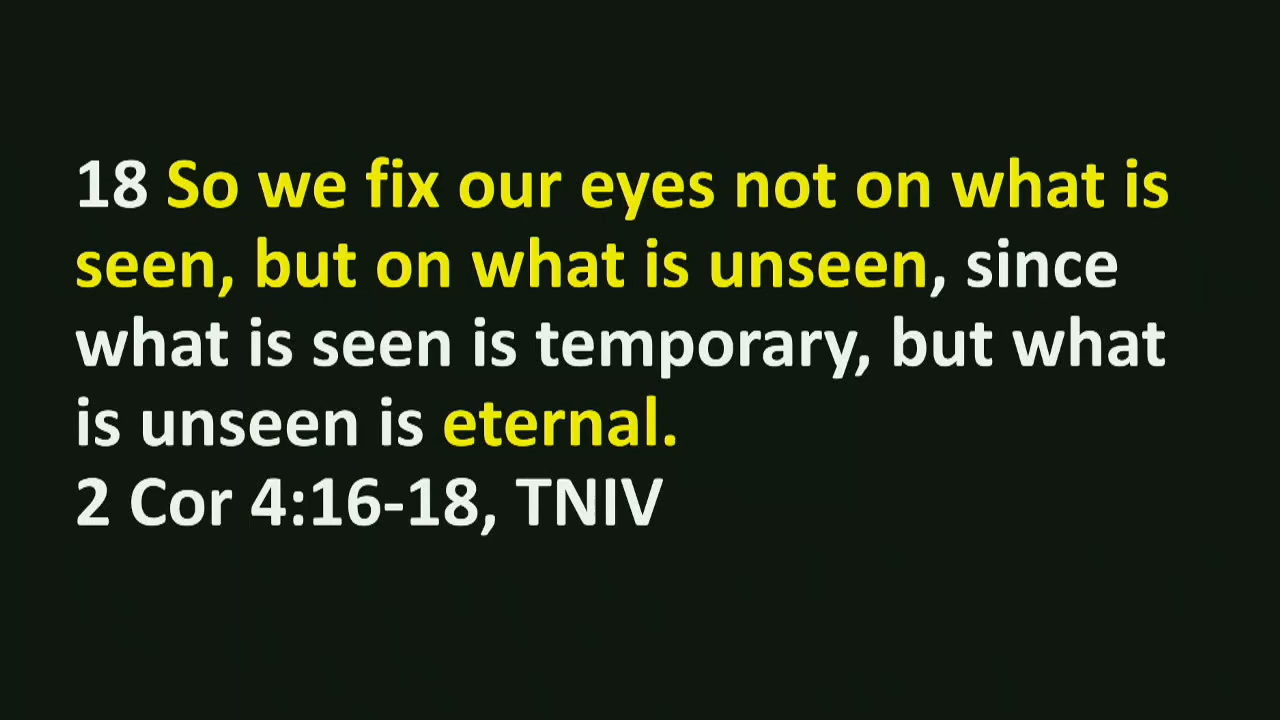 18 So we fix our eyes not on what is
seen, but on what is unseen, since
what is seen is temporary, but what
is unseen is eternal.
2 Cor 4:16-18, TNIV